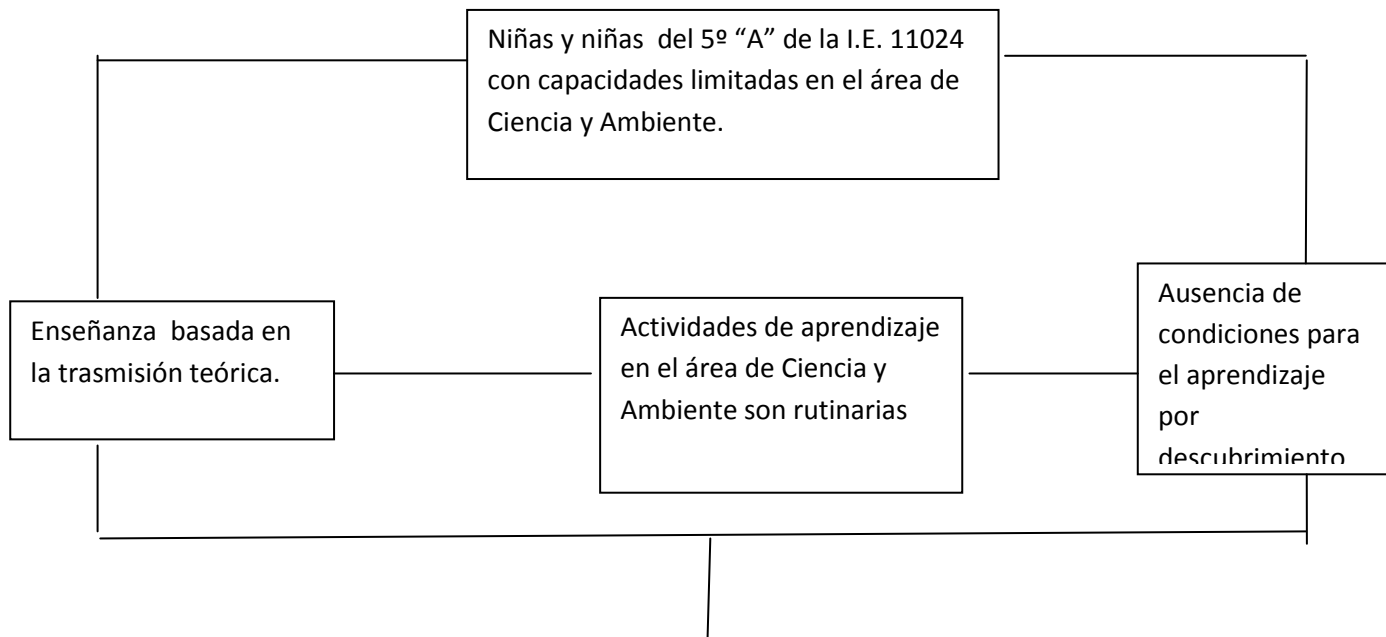 Niñas y niñas  del 5º “A” de la I.E. 11024
con capacidades limitadas en el área de
Ciencia y Ambiente.
Enseñanza  basada en
la trasmisión teórica.
Actividades de aprendizaje
en el área de Ciencia y
Ambiente son rutinarias
Ausencia de
condiciones para
el aprendizaje
por
descubrimiento